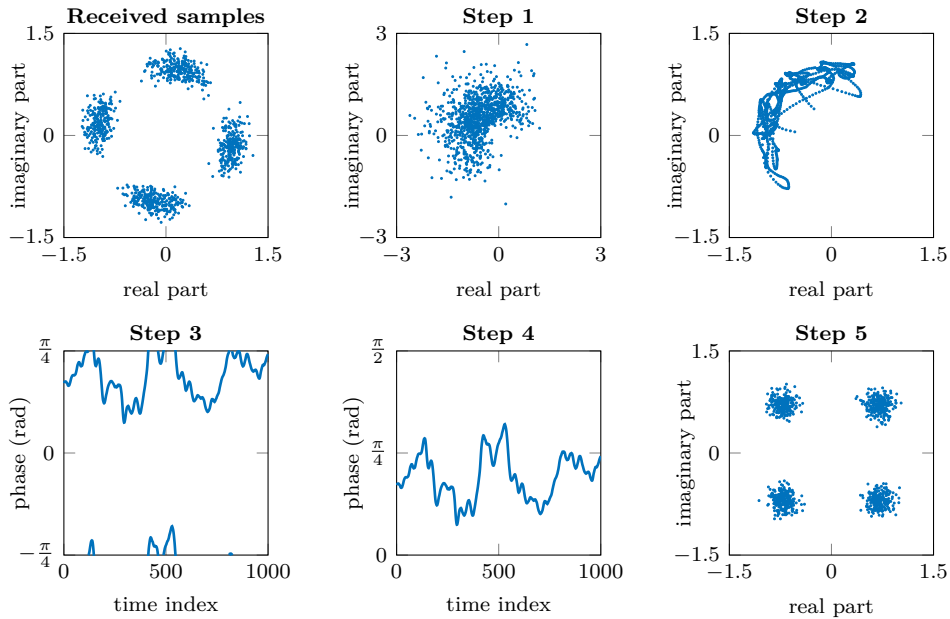 Received samples
1.5
0
−1.5
−1.5
0
1.5
imaginary part
real part
Step 1
3
0
−3
−3
0
3
imaginary part
real part
Step 2
1.5
0
−1.5
−1.5
0
1.5
imaginary part
real part
Step 3
π/4
0
−π/4
0
500
1000
phase (rad)
time index
Step 4
π/2
π/4
0
0
500
1000
phase (rad)
time index
Step 5
1.5
0
−1.5
−1.5
0
1.5
imaginary part
real part